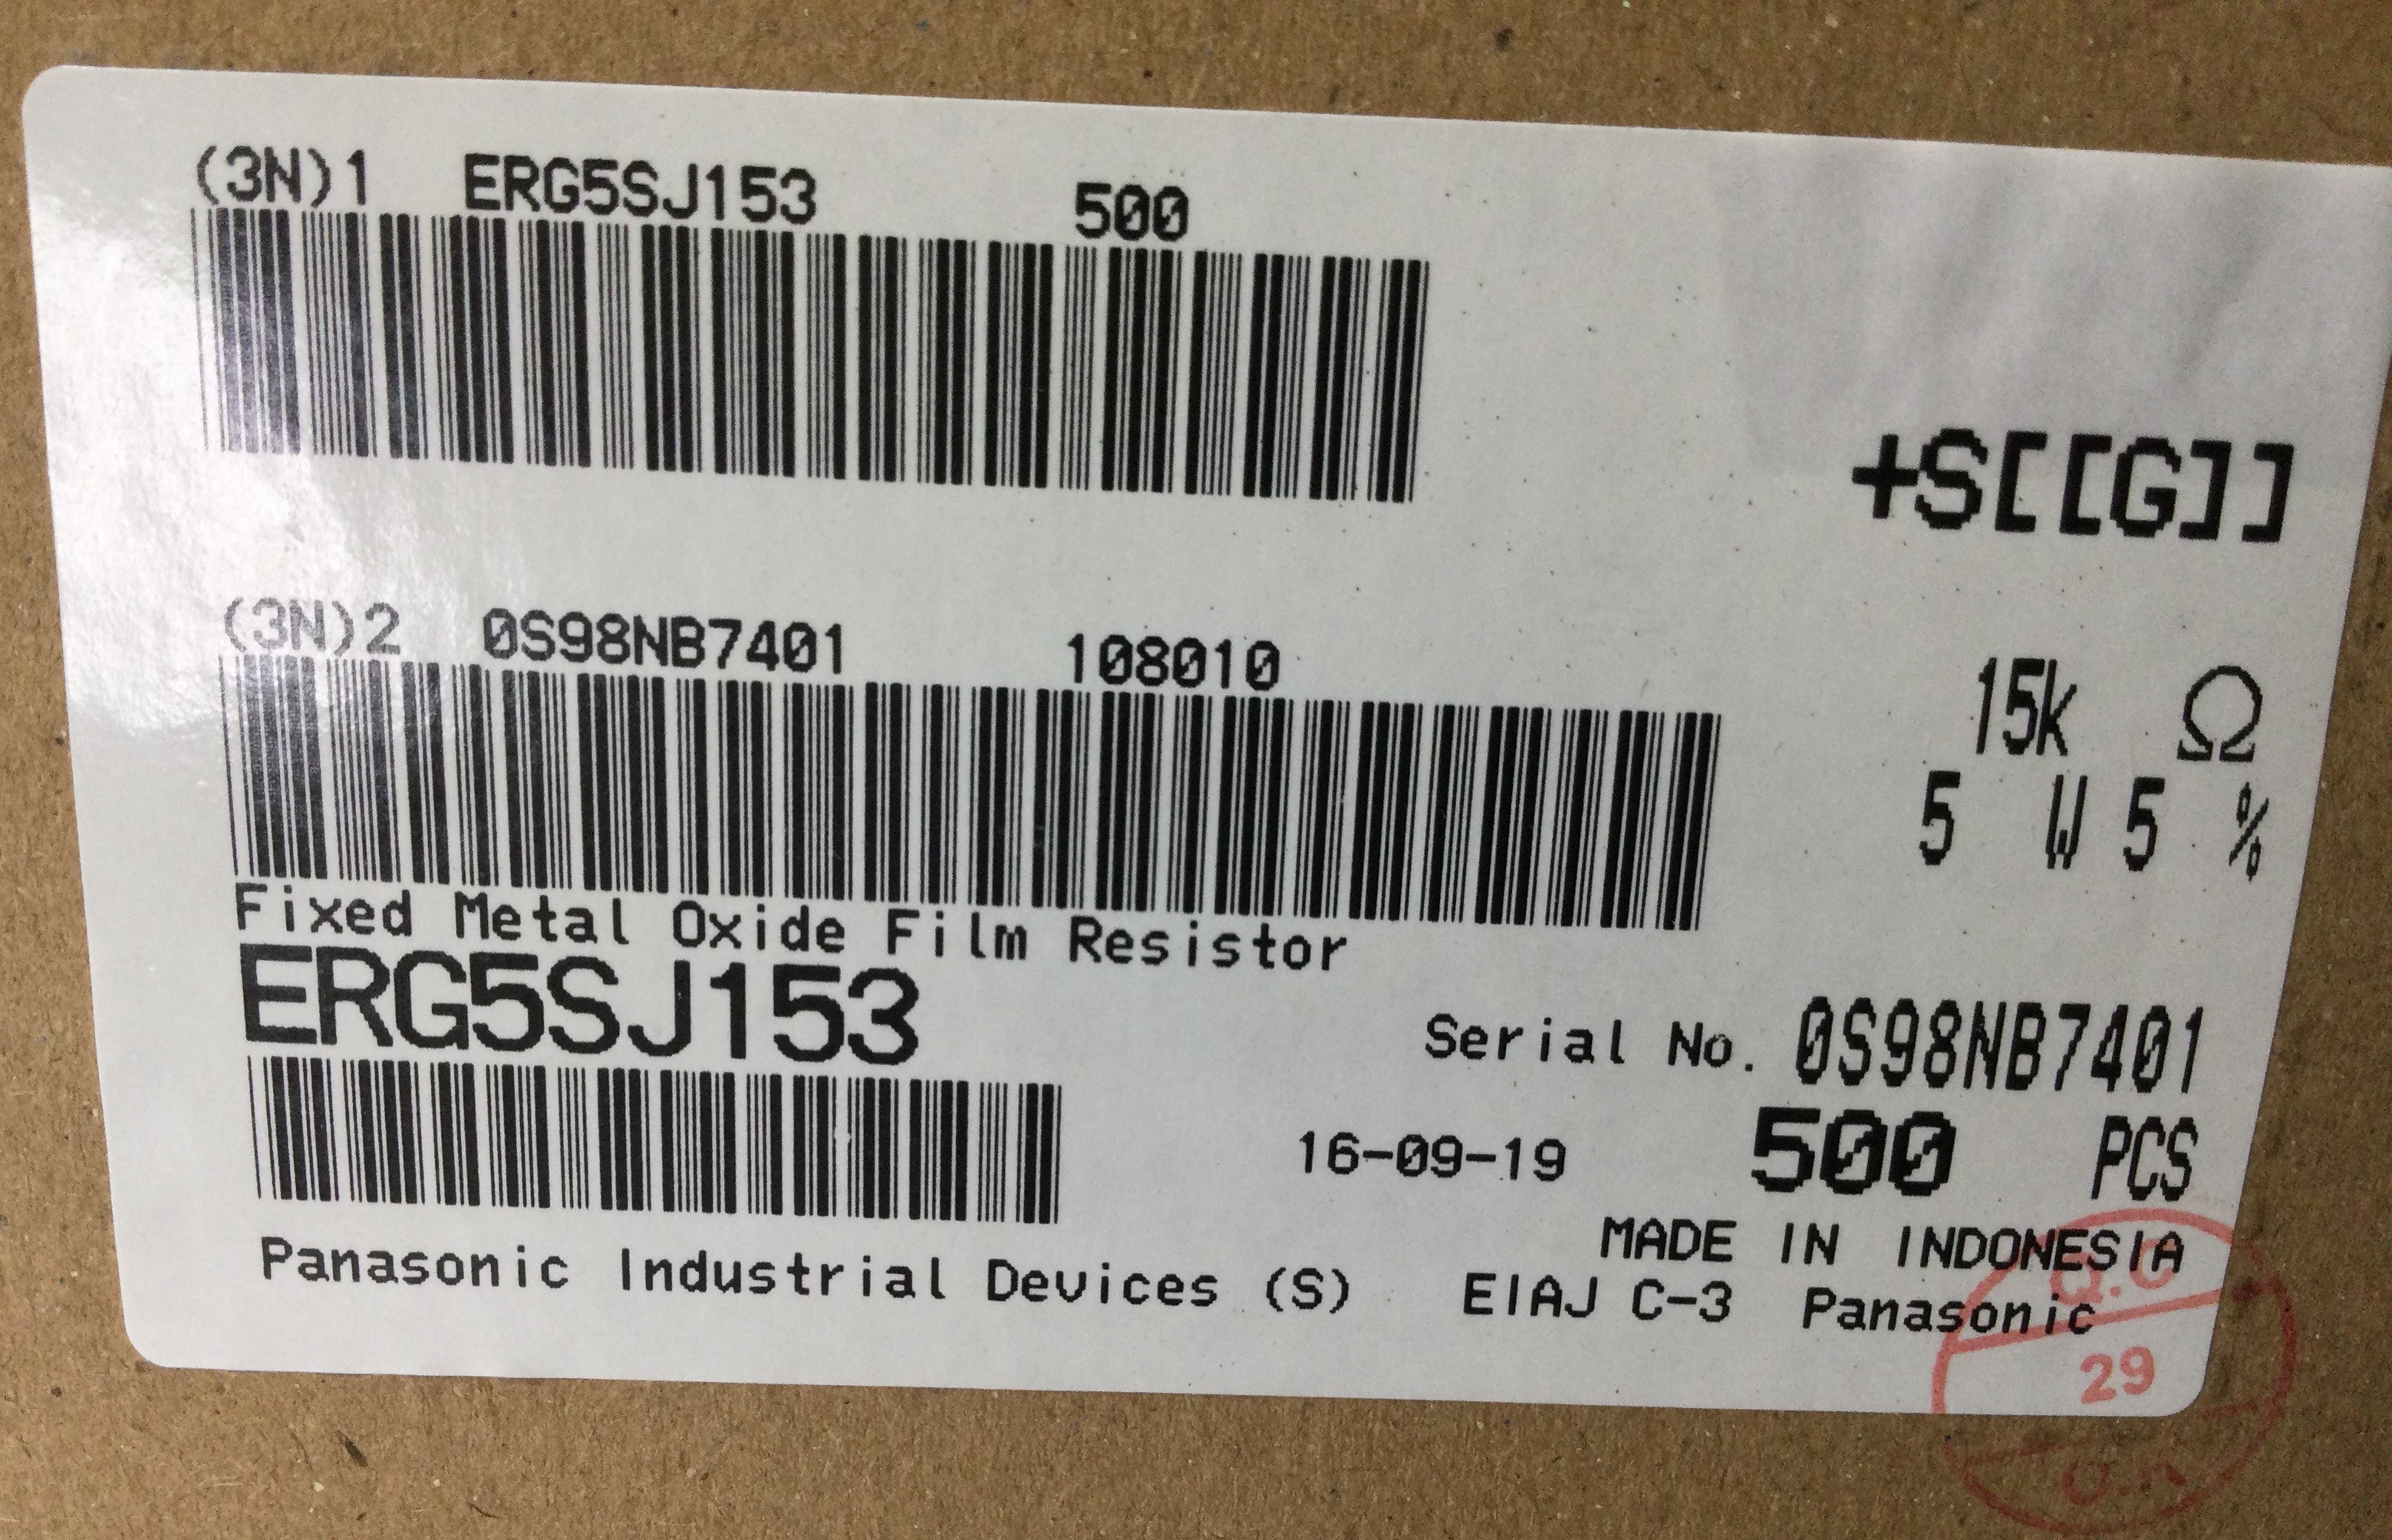 (3N)1 ERG5SJ153 500
+S[[G]]
(3N)2 0S98NB7401 108010
15k Ω
5 W 5 %
Fixed Metal Oxide Film Resistor
ERG5SJ153
Serial No. 0S98NB7401
16-09-19 500 PCS
MADE IN INDONESIA
Panasonic Industrial Devices (S) EIAJ C-3 Panasonic
Q.C
29